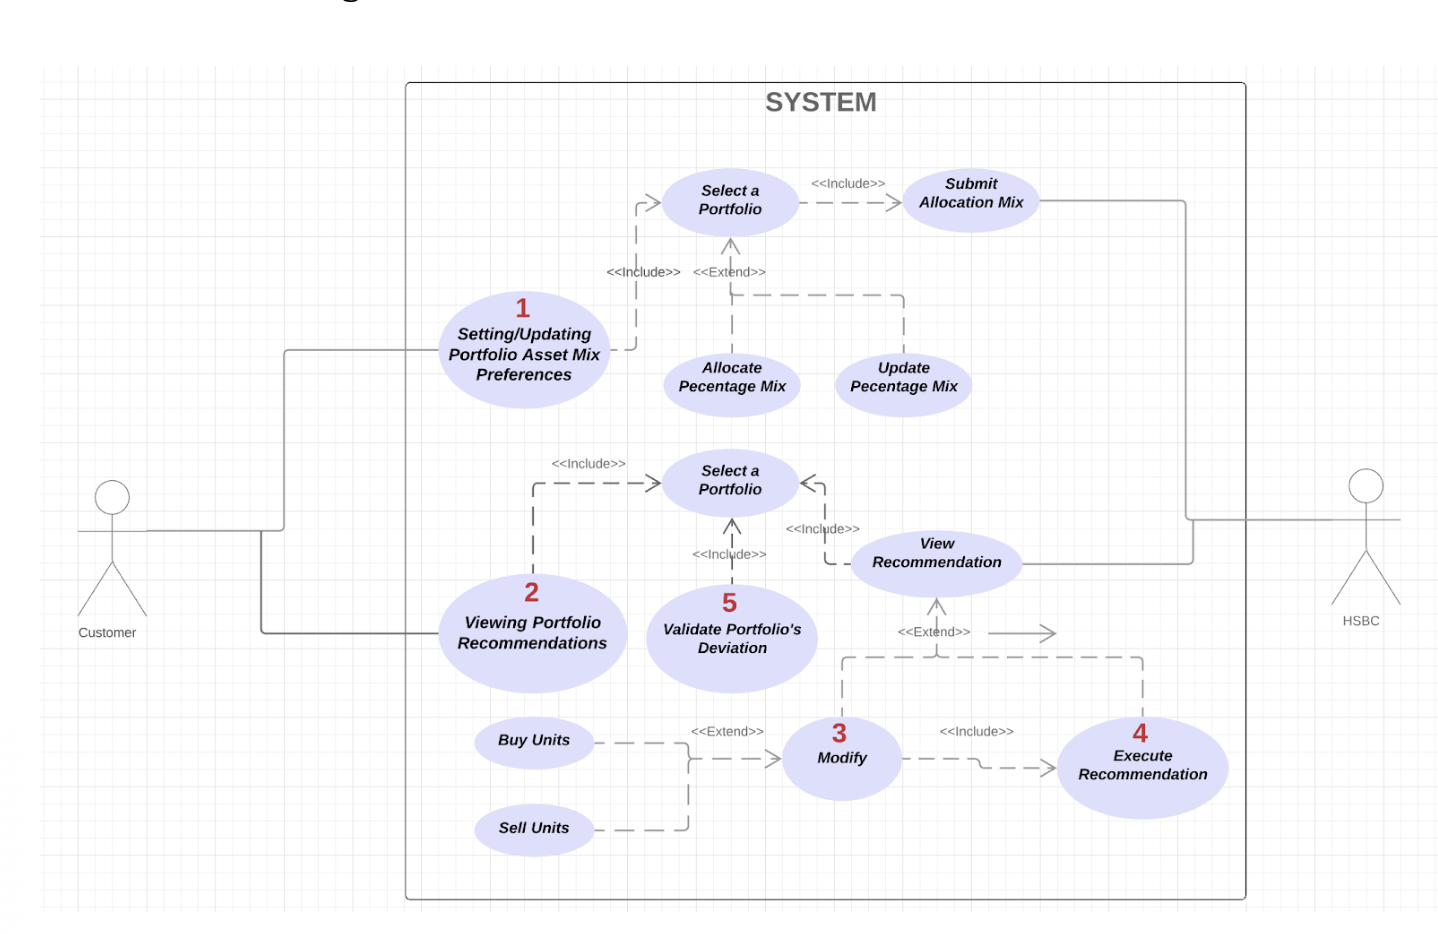 SYSTEM
Select a
Portfolio
<<Include>>
Submit
Allocation Mix
<<Include>>
<<Extend>>
1
Setting/Updating
Portfolio Asset Mix
Preferences
Allocate
Pecentage Mix
Update
Pecentage Mix
<<Include>>
Select a
Portfolio
<<Include>>
<<Include>>
View
Recommendation
2
Viewing Portfolio
Recommendations
5
Validate Portfolio's
Deviation
<<Extend>>
Customer
HSBC
Buy Units
<<Extend>>
3
Modify
<<Include>>
4
Execute
Recommendation
Sell Units